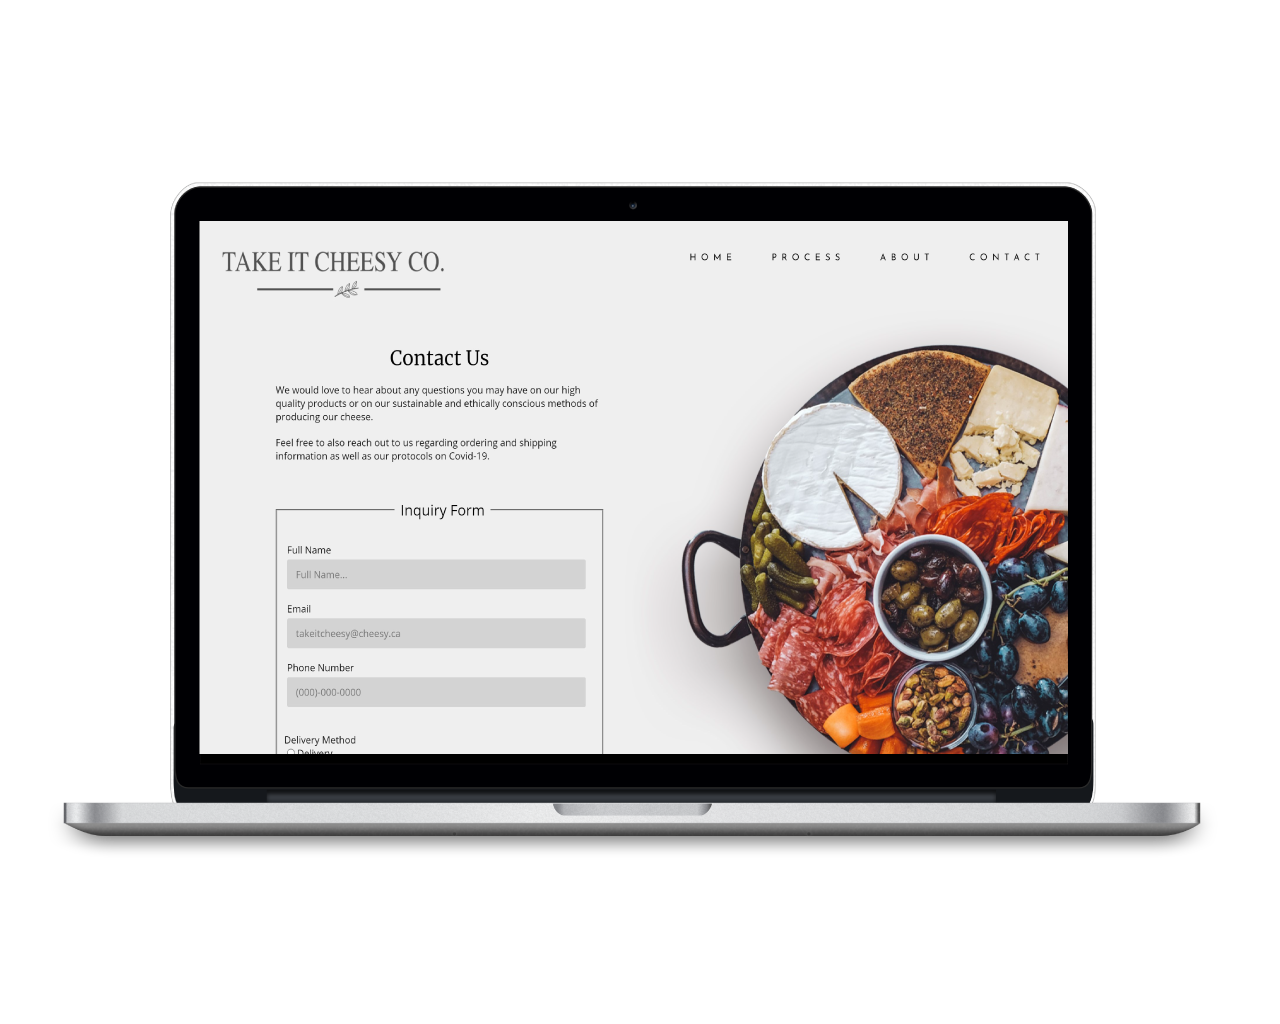 TAKE IT CHEESY CO.
HOME PROCESS ABOUT CONTACT
Contact Us
We would love to hear about any questions you may have on our high
quality products or on our sustainable and ethically conscious methods of
producing our cheese.
Feel free to also reach out to us regarding ordering and shipping
information as well as our protocols on Covid-19.
Inquiry Form
Full Name
Full Name...
Email
takeitcheesy@cheesy.ca
Phone Number
(000)-000-0000
Delivery Method
Delivery